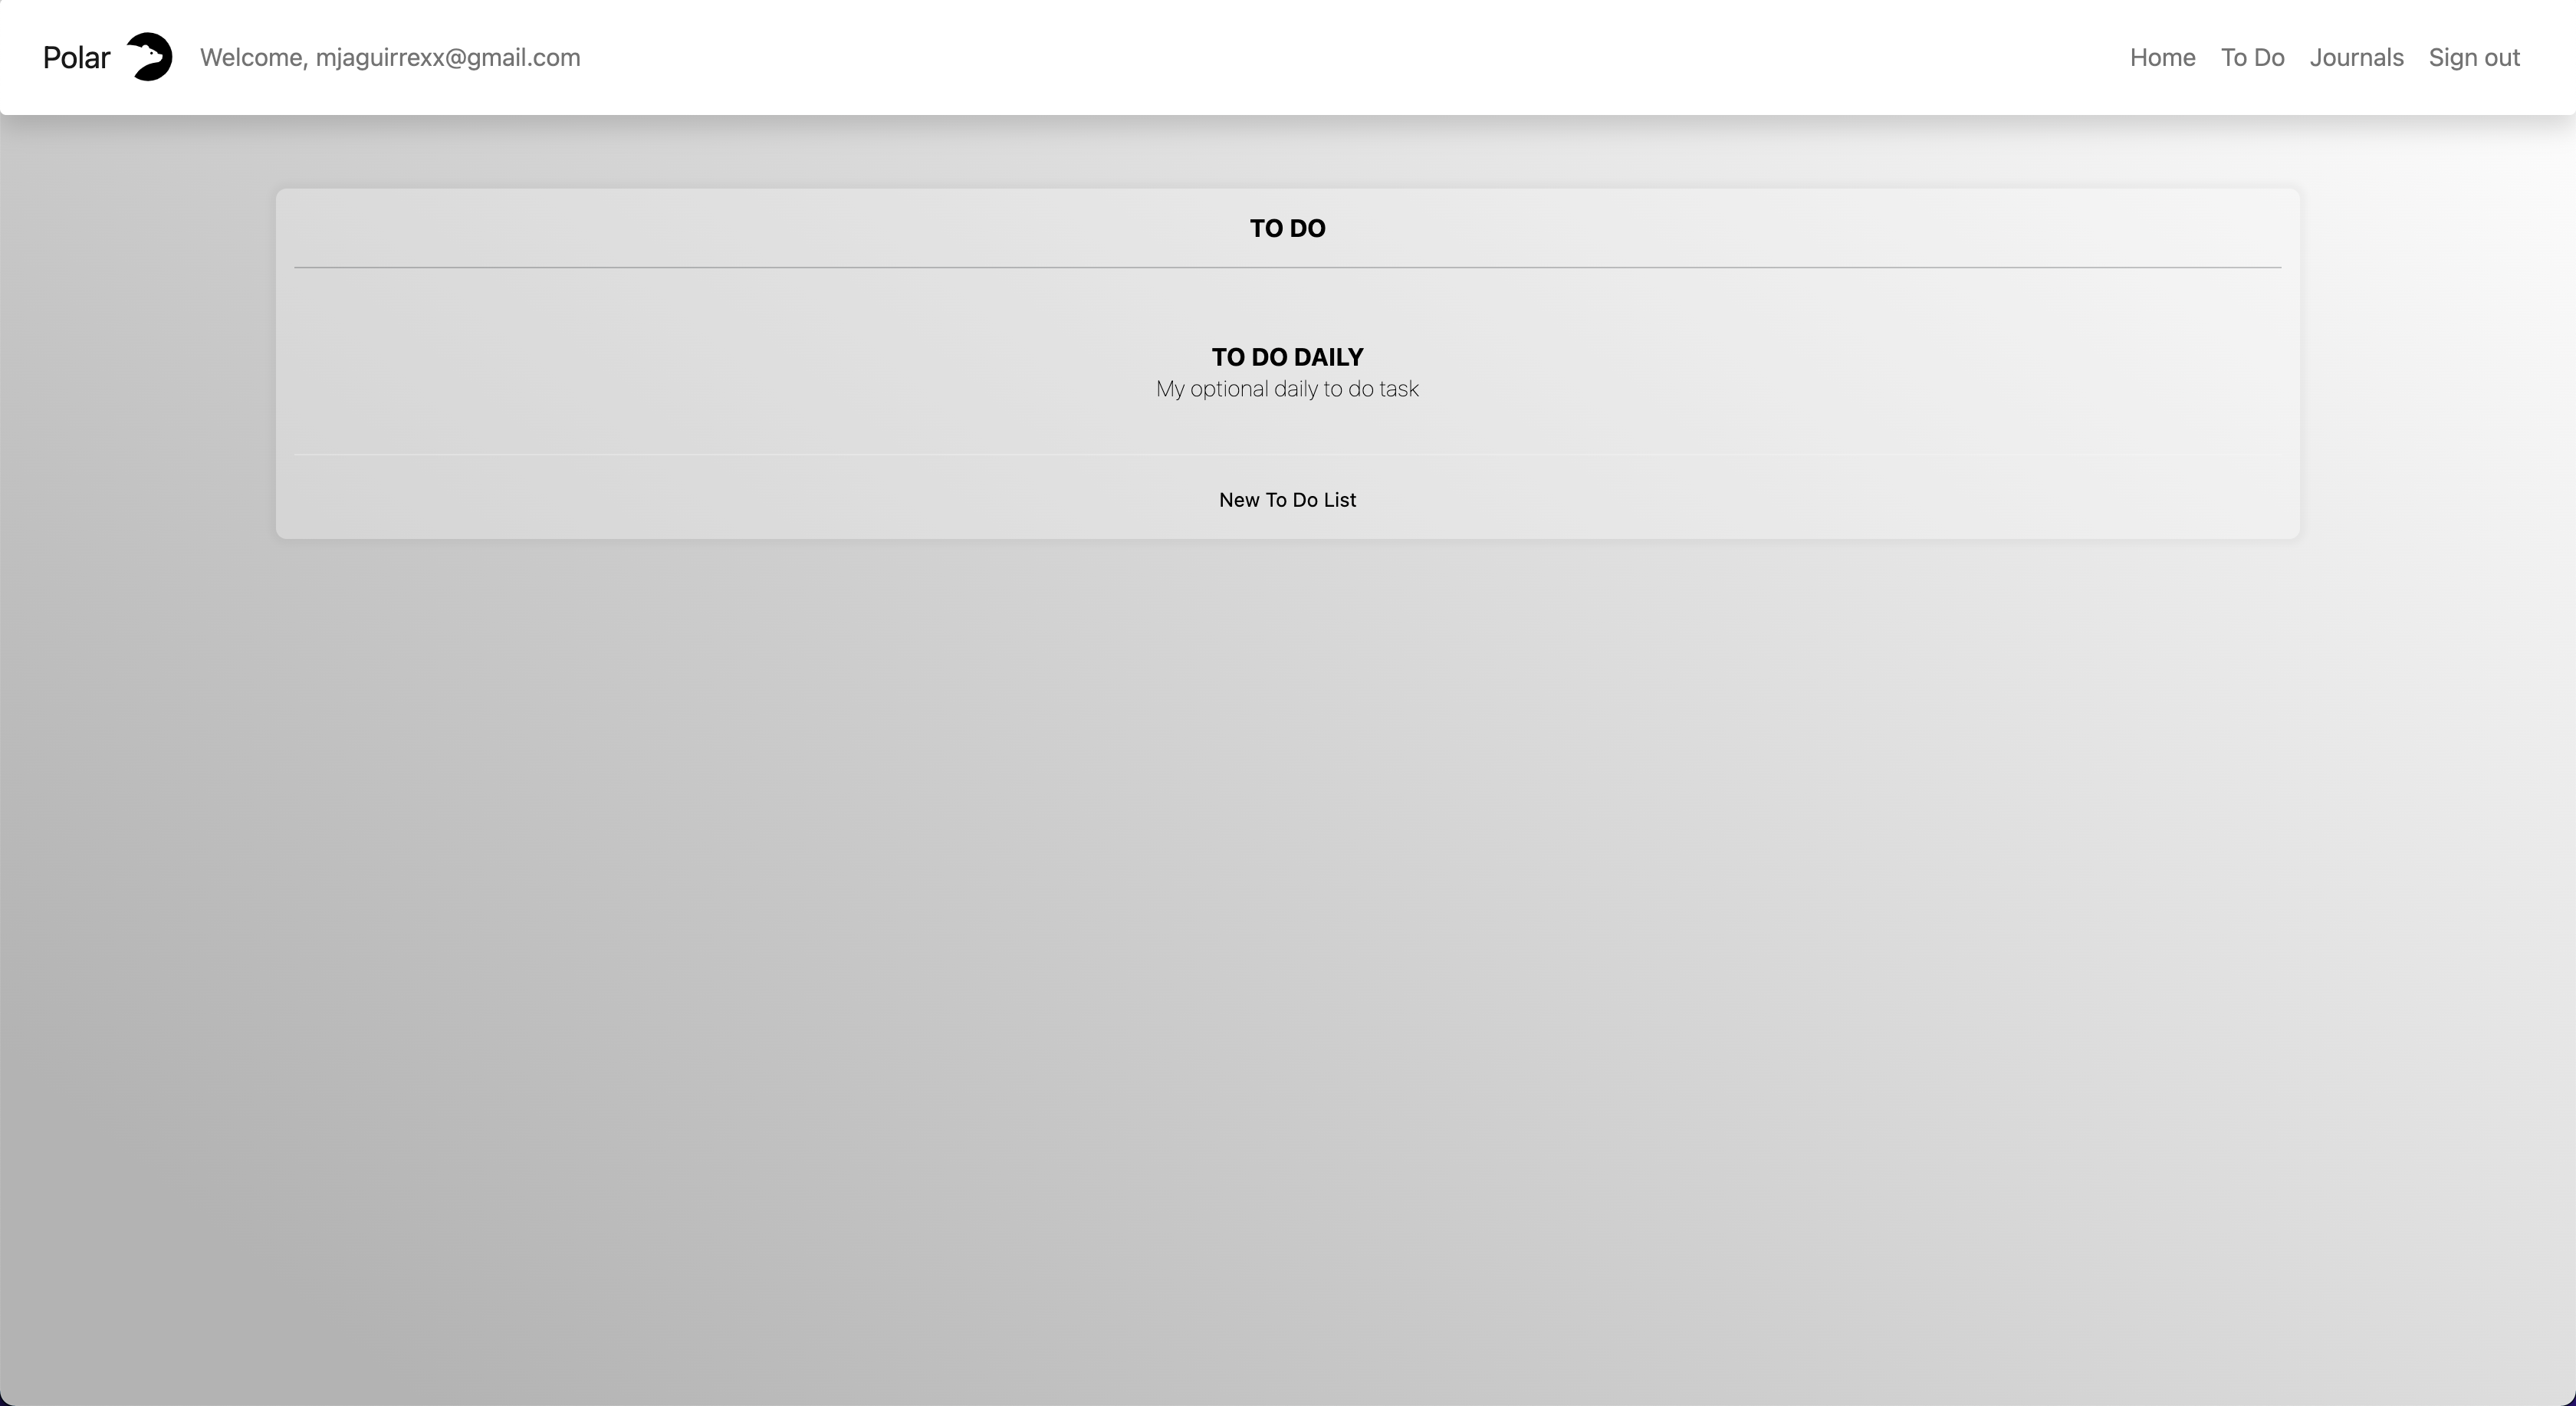 Polar Welcome, mjaguirrexx@gmail.com Home To Do Journals Sign out
TO DO
TO DO DAILY
My optional daily to do task
New To Do List